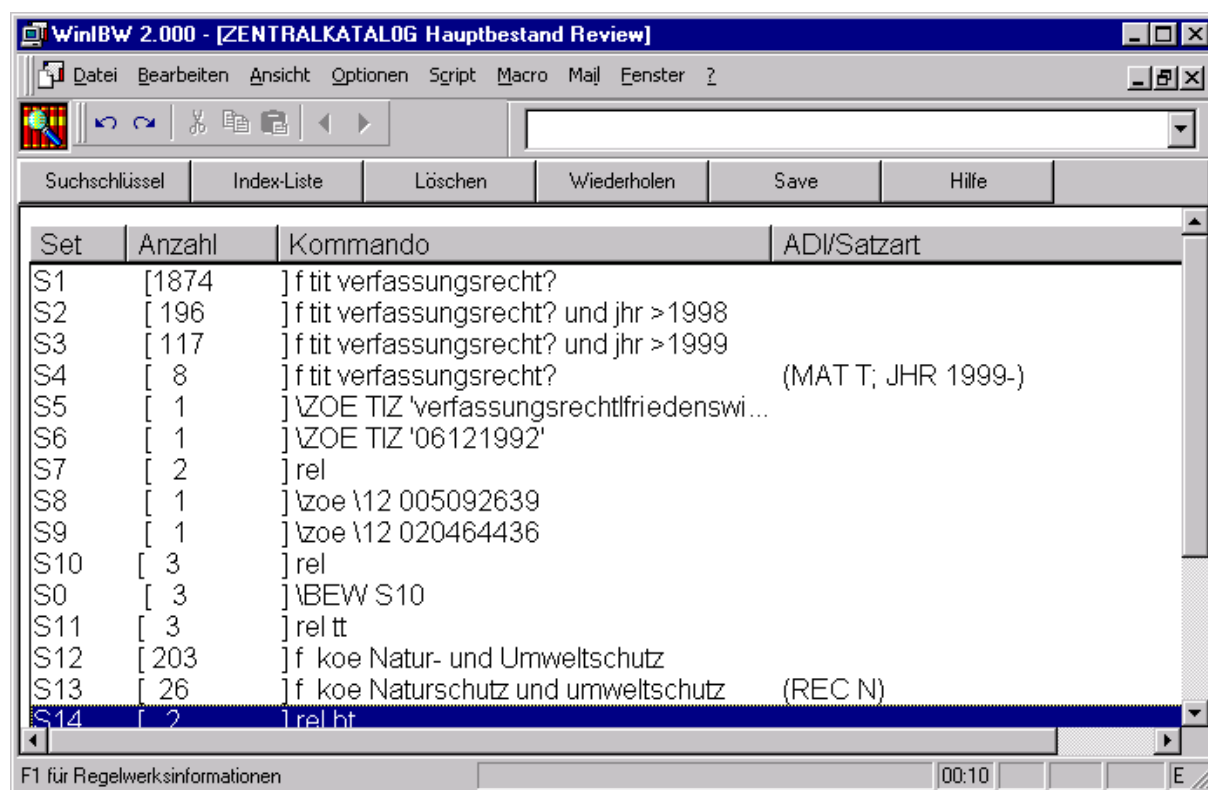 WinIBW 2.000 - [ZENTRALKATALOG Hauptbestand Review]
Datei Bearbeiten Ansicht Optionen Script Macro Mail Fenster ?
Suchschlüssel Index-Liste Löschen Wiederholen Save Hilfe
Set Anzahl Kommando ADI/Satzart
S1 [1874 ] f tit verfassungsrecht?
S2 [ 196 ] f tit verfassungsrecht? und jhr >1998
S3 [ 117 ] f tit verfassungsrecht? und jhr >1999
S4 [ 8 ] f tit verfassungsrecht? (MAT T; JHR 1999-)
S5 [ 1 ] \ZOE TIZ 'verfassungsrecht|friedenswi...
S6 [ 1 ] \ZOE TIZ '06121992'
S7 [ 2 ] rel
S8 [ 1 ] \zoe \12 005092639
S9 [ 1 ] \zoe \12 020464436
S10 [ 3 ] rel
S0 [ 3 ] \BEW S10
S11 [ 3 ] rel tt
S12 [ 203 ] f koe Natur- und Umweltschutz
S13 [ 26 ] f koe Naturschutz und umweltschutz (REC N)
S14 [ 2 ] rel bt
F1 für Regelwerksinformationen 00:10 E